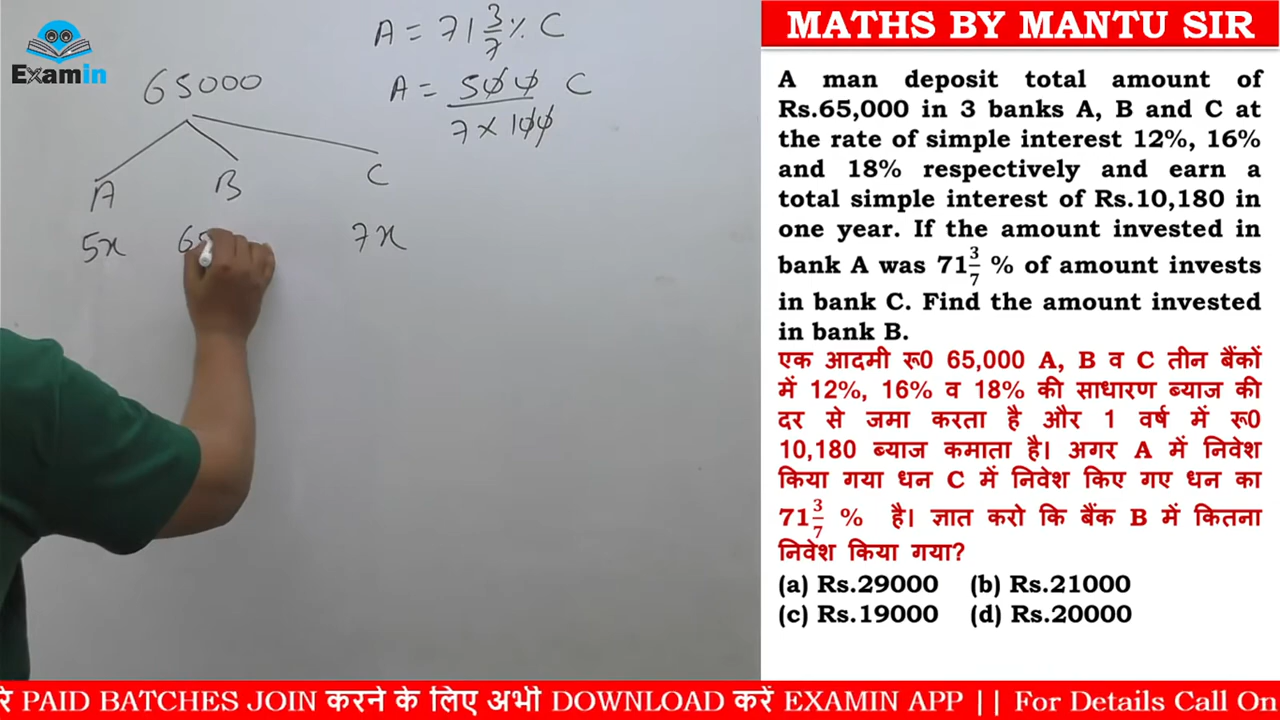 Examin
65000
A B C
5x 65 7x
A = 71 3/7 % C
A = 500/7 × 100 C
MATHS BY MANTU SIR
A man deposit total amount of
Rs.65,000 in 3 banks A, B and C at
the rate of simple interest 12%, 16%
and 18% respectively and earn a
total simple interest of Rs.10,180 in
one year. If the amount invested in
bank A was 71 3/7 % of amount invests
in bank C. Find the amount invested
in bank B.
एक आदमी रू0 65,000 A, B व C तीन बैंकों
में 12%, 16% व 18% की साधारण ब्याज की
दर से जमा करता है और 1 वर्ष में रू0
10,180 ब्याज कमाता है। अगर A में निवेश
किया गया धन C में निवेश किए गए धन का
71 3/7 % है। ज्ञात करो कि बैंक B में कितना
निवेश किया गया?
(a) Rs.29000 (b) Rs.21000
(c) Rs.19000 (d) Rs.20000
रे PAID BATCHES JOIN करने के लिए अभी DOWNLOAD करें EXAMIN APP || For Details Call On